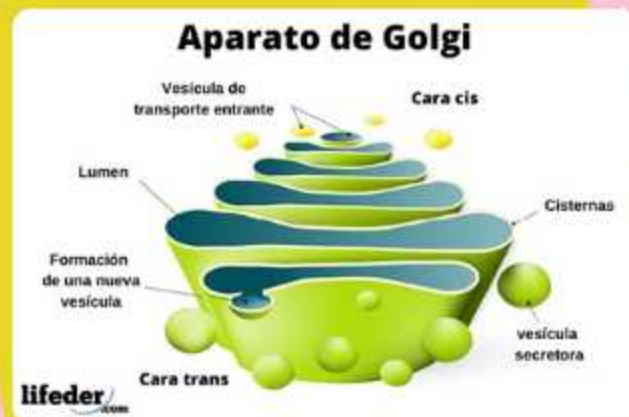 Aparato de Golgi
Vesícula de
transporte entrante
Cara cis
Lumen
Cisternas
Formación
de una nueva
vesícula
vesícula
secretora
Cara trans
lifeder
.com